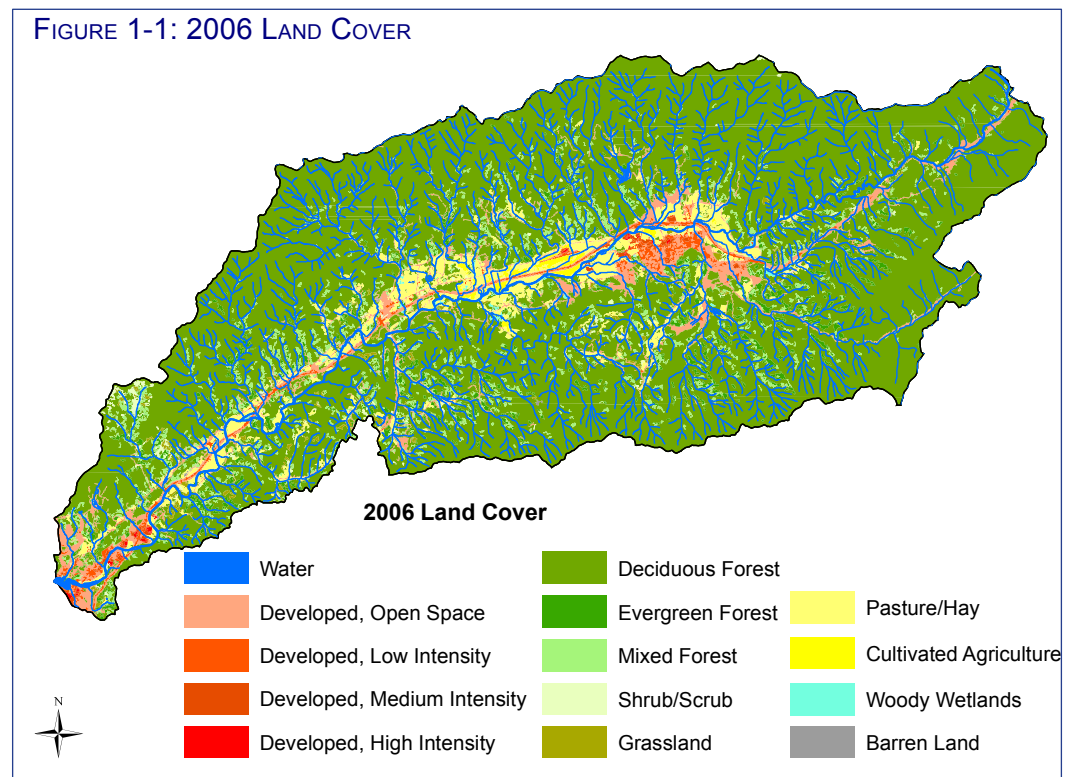 FIGURE 1-1: 2006 LAND COVER
2006 Land Cover
Water
Developed, Open Space
Developed, Low Intensity
Developed, Medium Intensity
Developed, High Intensity
Deciduous Forest
Evergreen Forest
Mixed Forest
Shrub/Scrub
Grassland
Pasture/Hay
Cultivated Agriculture
Woody Wetlands
Barren Land
N